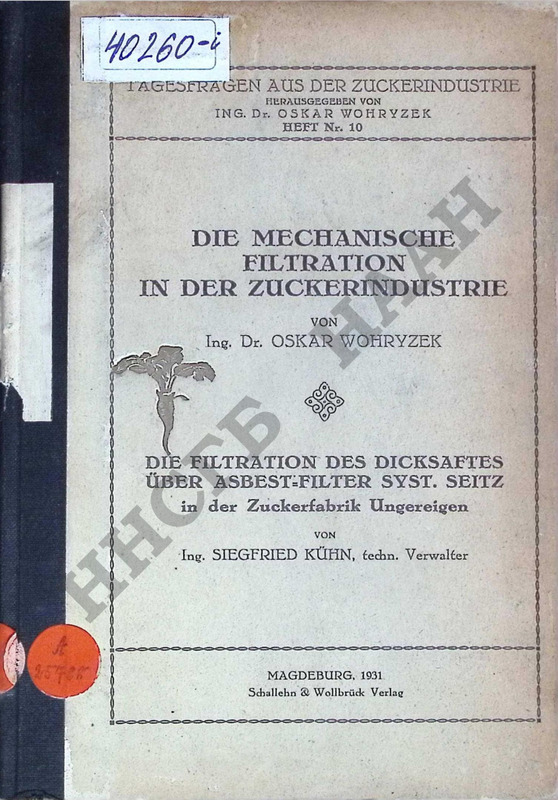 40260-i
TAGESFRAGEN AUS DER ZUCKERINDUSTRIE
HERAUSGEGEBEN VON
ING. Dr. OSKAR WOHRYZEK
HEFT Nr. 10
DIE MECHANISCHE
FILTRATION
IN DER ZUCKERINDUSTRIE
VON
Ing. Dr. OSKAR WOHRYZEK
DIE FILTRATION DES DICKSAFTES
ÜBER ASBEST-FILTER SYST. SEITZ
in der Zuckerfabrik Ungereigen
VON
Ing. SIEGFRIED KÜHN, techn. Verwalter
MAGDEBURG, 1931
Schallehn & Wollbrück Verlag
ННСГБ НААН
A